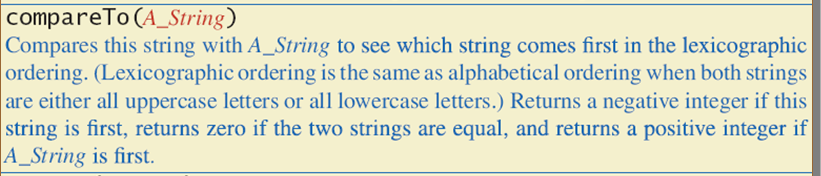 compareTo(A_String)
Compares this string with A_String to see which string comes first in the lexicographic
ordering. (Lexicographic ordering is the same as alphabetical ordering when both strings
are either all uppercase letters or all lowercase letters.) Returns a negative integer if this
string is first, returns zero if the two strings are equal, and returns a positive integer if
A_String is first.